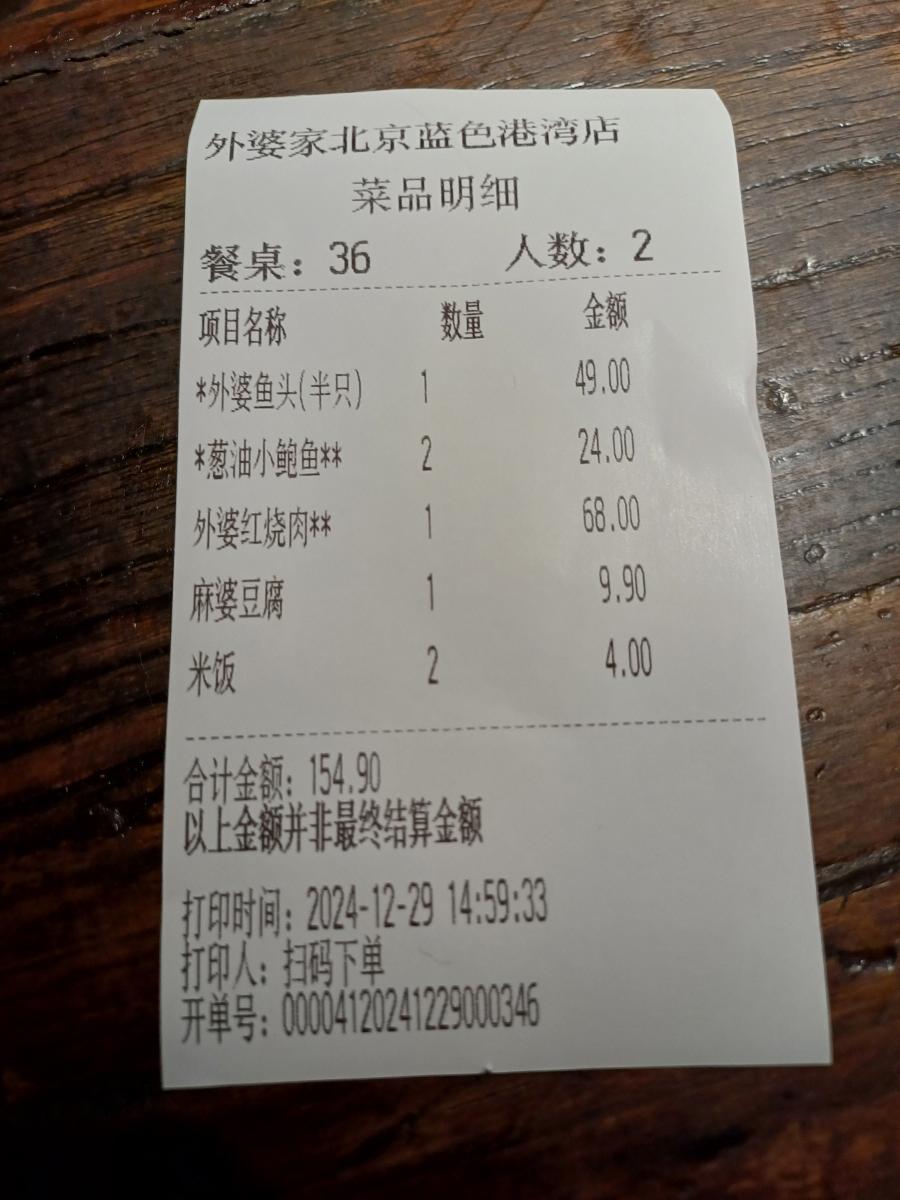 外婆家北京蓝色港湾店
菜品明细
餐桌：36 人数：2
项目名称 数量 金额
*外婆鱼头(半只) 1 49.00
*葱油小鲍鱼** 2 24.00
外婆红烧肉** 1 68.00
麻婆豆腐 1 9.90
米饭 2 4.00
合计金额：154.90
以上金额并非最终结算金额
打印时间：2024-12-29 14:59:33
打印人：扫码下单
开单号：00004120241229000346